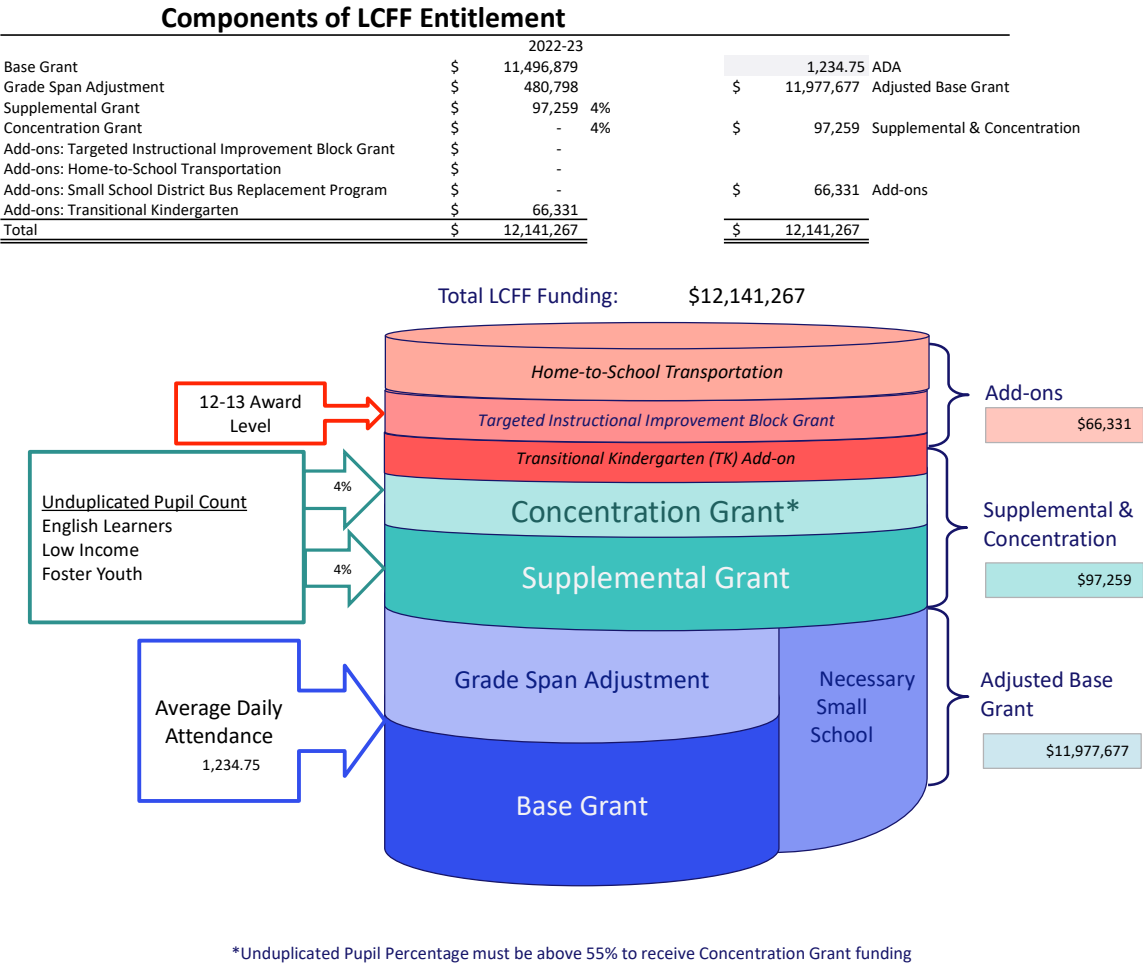 Components of LCFF Entitlement
2022-23
Base Grant $ 11,496,879 1,234.75 ADA
Grade Span Adjustment $ 480,798 $ 11,977,677 Adjusted Base Grant
Supplemental Grant $ 97,259 4%
Concentration Grant $ - 4% $ 97,259 Supplemental & Concentration
Add-ons: Targeted Instructional Improvement Block Grant $ -
Add-ons: Home-to-School Transportation $ -
Add-ons: Small School District Bus Replacement Program $ - $ 66,331 Add-ons
Add-ons: Transitional Kindergarten $ 66,331
Total $ 12,141,267 $ 12,141,267
Total LCFF Funding: $12,141,267
Home-to-School Transportation
12-13 Award
Level
Targeted Instructional Improvement Block Grant
Add-ons
$66,331
Transitional Kindergarten (TK) Add-on
Unduplicated Pupil Count
English Learners
Low Income
Foster Youth
4%
4%
Concentration Grant*
Supplemental Grant
Supplemental &
Concentration
$97,259
Average Daily
Attendance
1,234.75
Grade Span Adjustment
Necessary
Small
School
Adjusted Base
Grant
$11,977,677
Base Grant
*Unduplicated Pupil Percentage must be above 55% to receive Concentration Grant funding